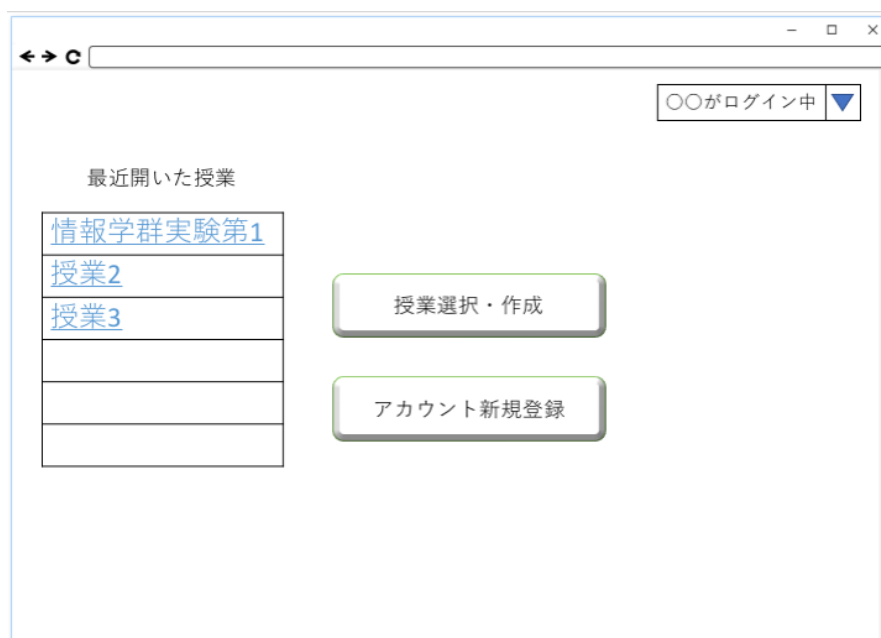 〇〇がログイン中
最近開いた授業
情報学群実験第1
授業2
授業3
授業選択・作成
アカウント新規登録